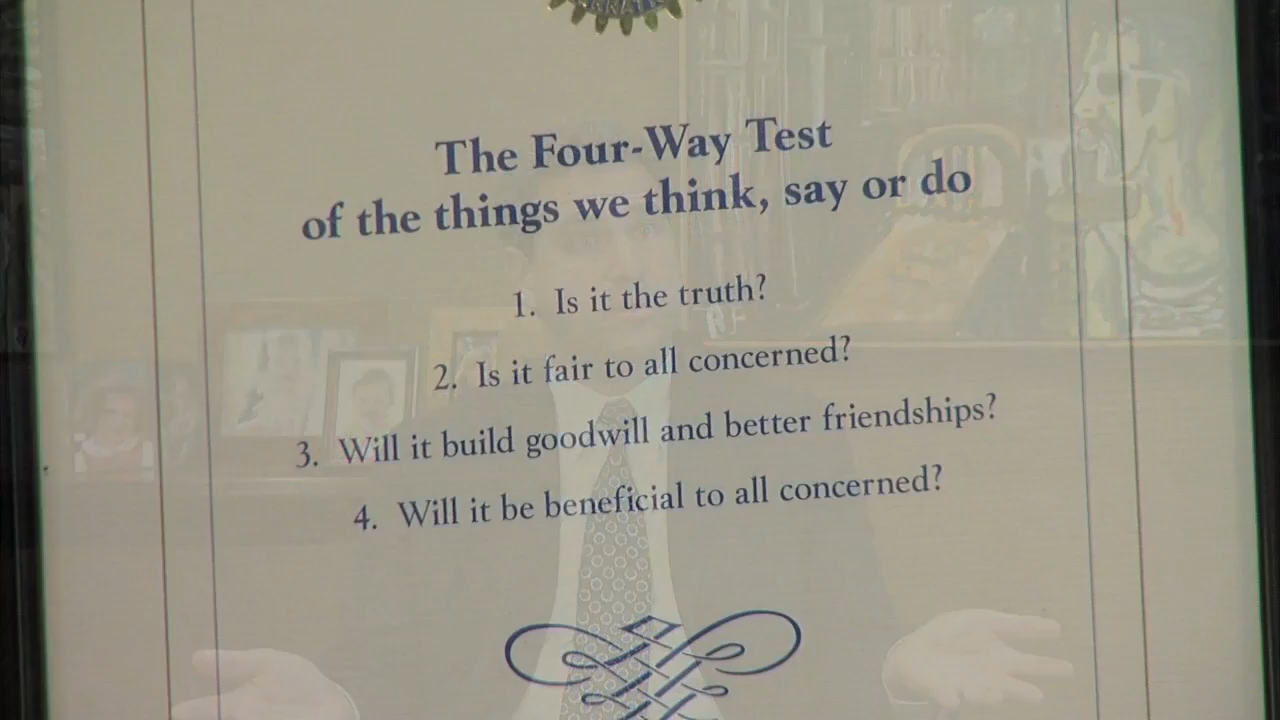 The Four-Way Test
of the things we think, say or do
1. Is it the truth?
2. Is it fair to all concerned?
3. Will it build goodwill and better friendships?
4. Will it be beneficial to all concerned?